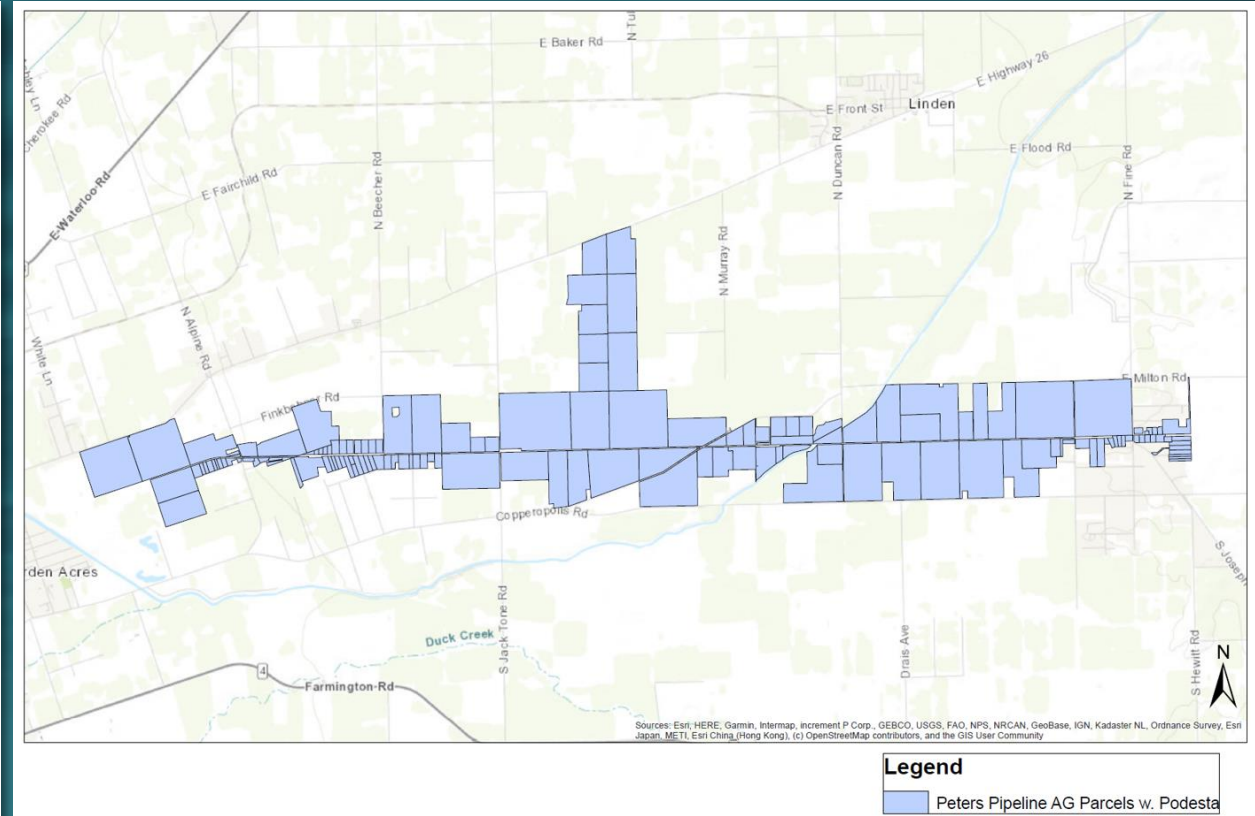 E Baker Rd
E Highway 26
E Front St
Linden
Cherokee Rd
E Flood Rd
N Duncan Rd
N Fine Rd
E Waterloo Rd
E Fairchild Rd
N Beecher Rd
N Murray Rd
N Alpine Rd
White Ln
E Milton Rd
Copperopolis Rd
rden Acres
S Joseph
S Jack Tone Rd
Duck Creek
Drais Ave
S Hewitt Rd
N
4
Farmington Rd
Sources: Esri, HERE, Garmin, Intermap, increment P Corp., GEBCO, USGS, FAO, NPS, NRCAN, GeoBase, IGN, Kadaster NL, Ordnance Survey, Esri
Japan, METI, Esri China (Hong Kong), (c) OpenStreetMap contributors, and the GIS User Community
Legend
Peters Pipeline AG Parcels w. Podesta